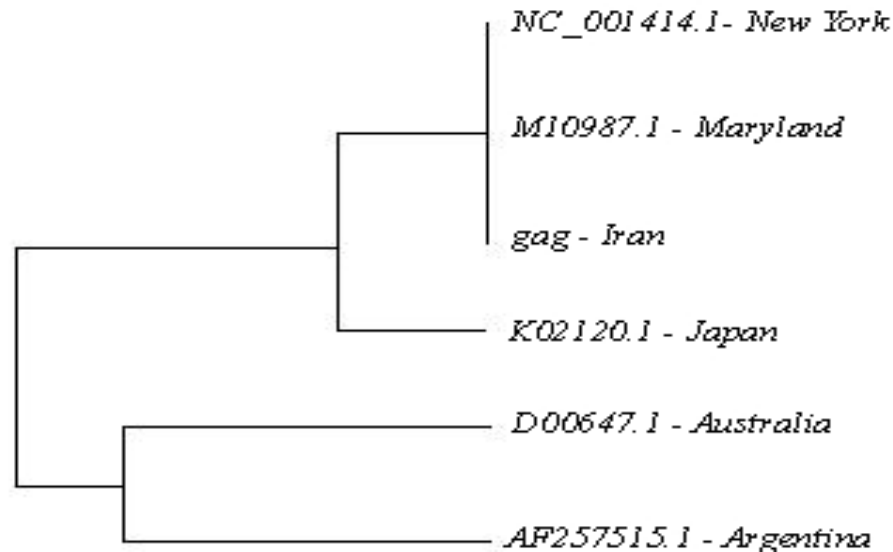 NC_001414.1- New York
M10987.1 - Maryland
gag - Iran
K02120.1 - Japan
D00647.1 - Australia
AF257515.1 - Argentina